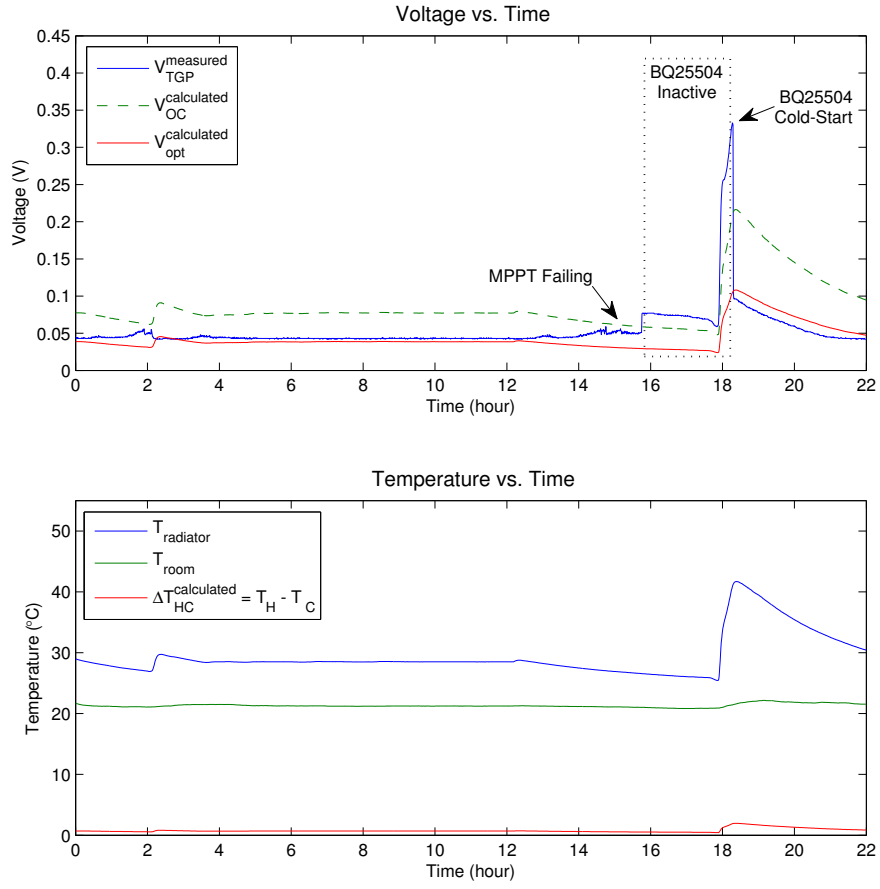 Voltage vs. Time
Voltage (V)
0.45
0.4
0.35
0.3
0.25
0.2
0.15
0.1
0.05
0
V_TGP^measured
V_OC^calculated
V_opt^calculated
BQ25504
Inactive
BQ25504
Cold-Start
MPPT Failing
0 2 4 6 8 10 12 14 16 18 20 22
Time (hour)
Temperature vs. Time
Temperature (°C)
50
40
30
20
10
0
T_radiator
T_room
ΔT_HC^calculated = T_H - T_C
0 2 4 6 8 10 12 14 16 18 20 22
Time (hour)